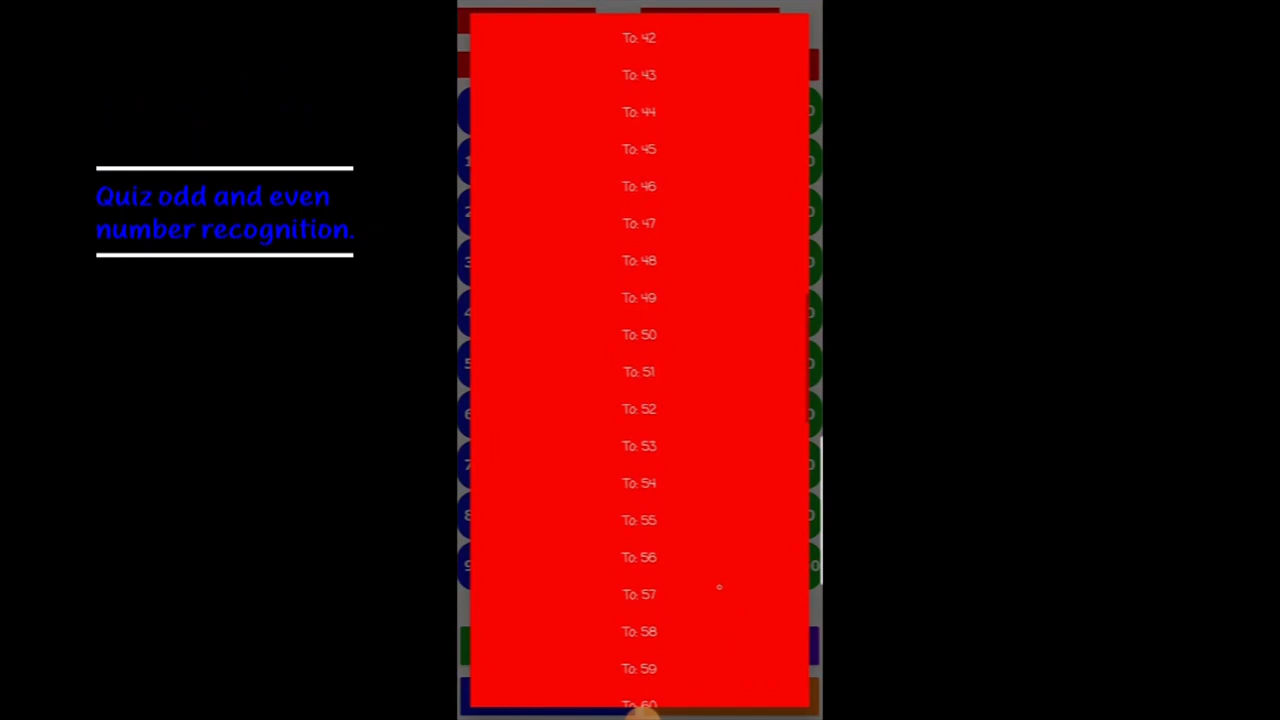 Quiz odd and even
number recognition.
To: 42
To: 43
To: 44
To: 45
To: 46
To: 47
To: 48
To: 49
To: 50
To: 51
To: 52
To: 53
To: 54
To: 55
To: 56
To: 57
To: 58
To: 59
To: 60